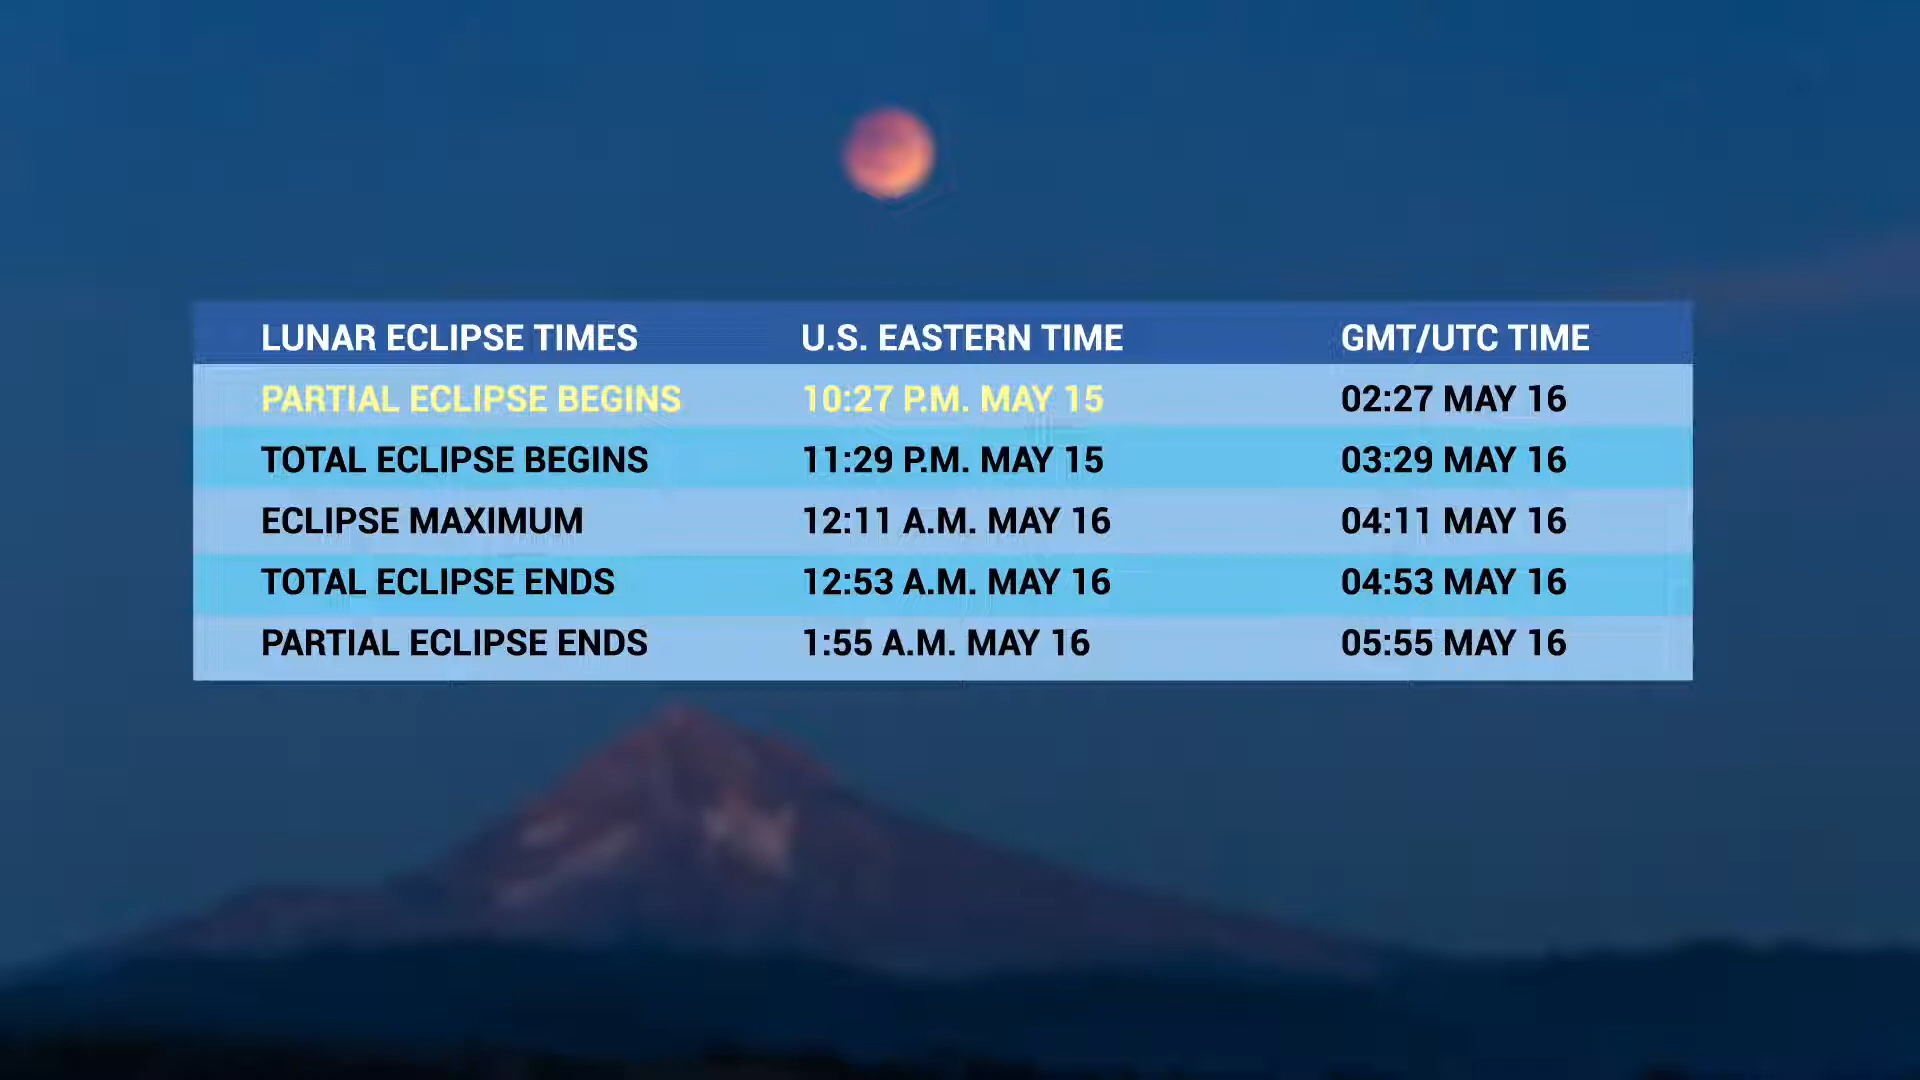 LUNAR ECLIPSE TIMES U.S. EASTERN TIME GMT/UTC TIME
PARTIAL ECLIPSE BEGINS 10:27 P.M. MAY 15 02:27 MAY 16
TOTAL ECLIPSE BEGINS 11:29 P.M. MAY 15 03:29 MAY 16
ECLIPSE MAXIMUM 12:11 A.M. MAY 16 04:11 MAY 16
TOTAL ECLIPSE ENDS 12:53 A.M. MAY 16 04:53 MAY 16
PARTIAL ECLIPSE ENDS 1:55 A.M. MAY 16 05:55 MAY 16